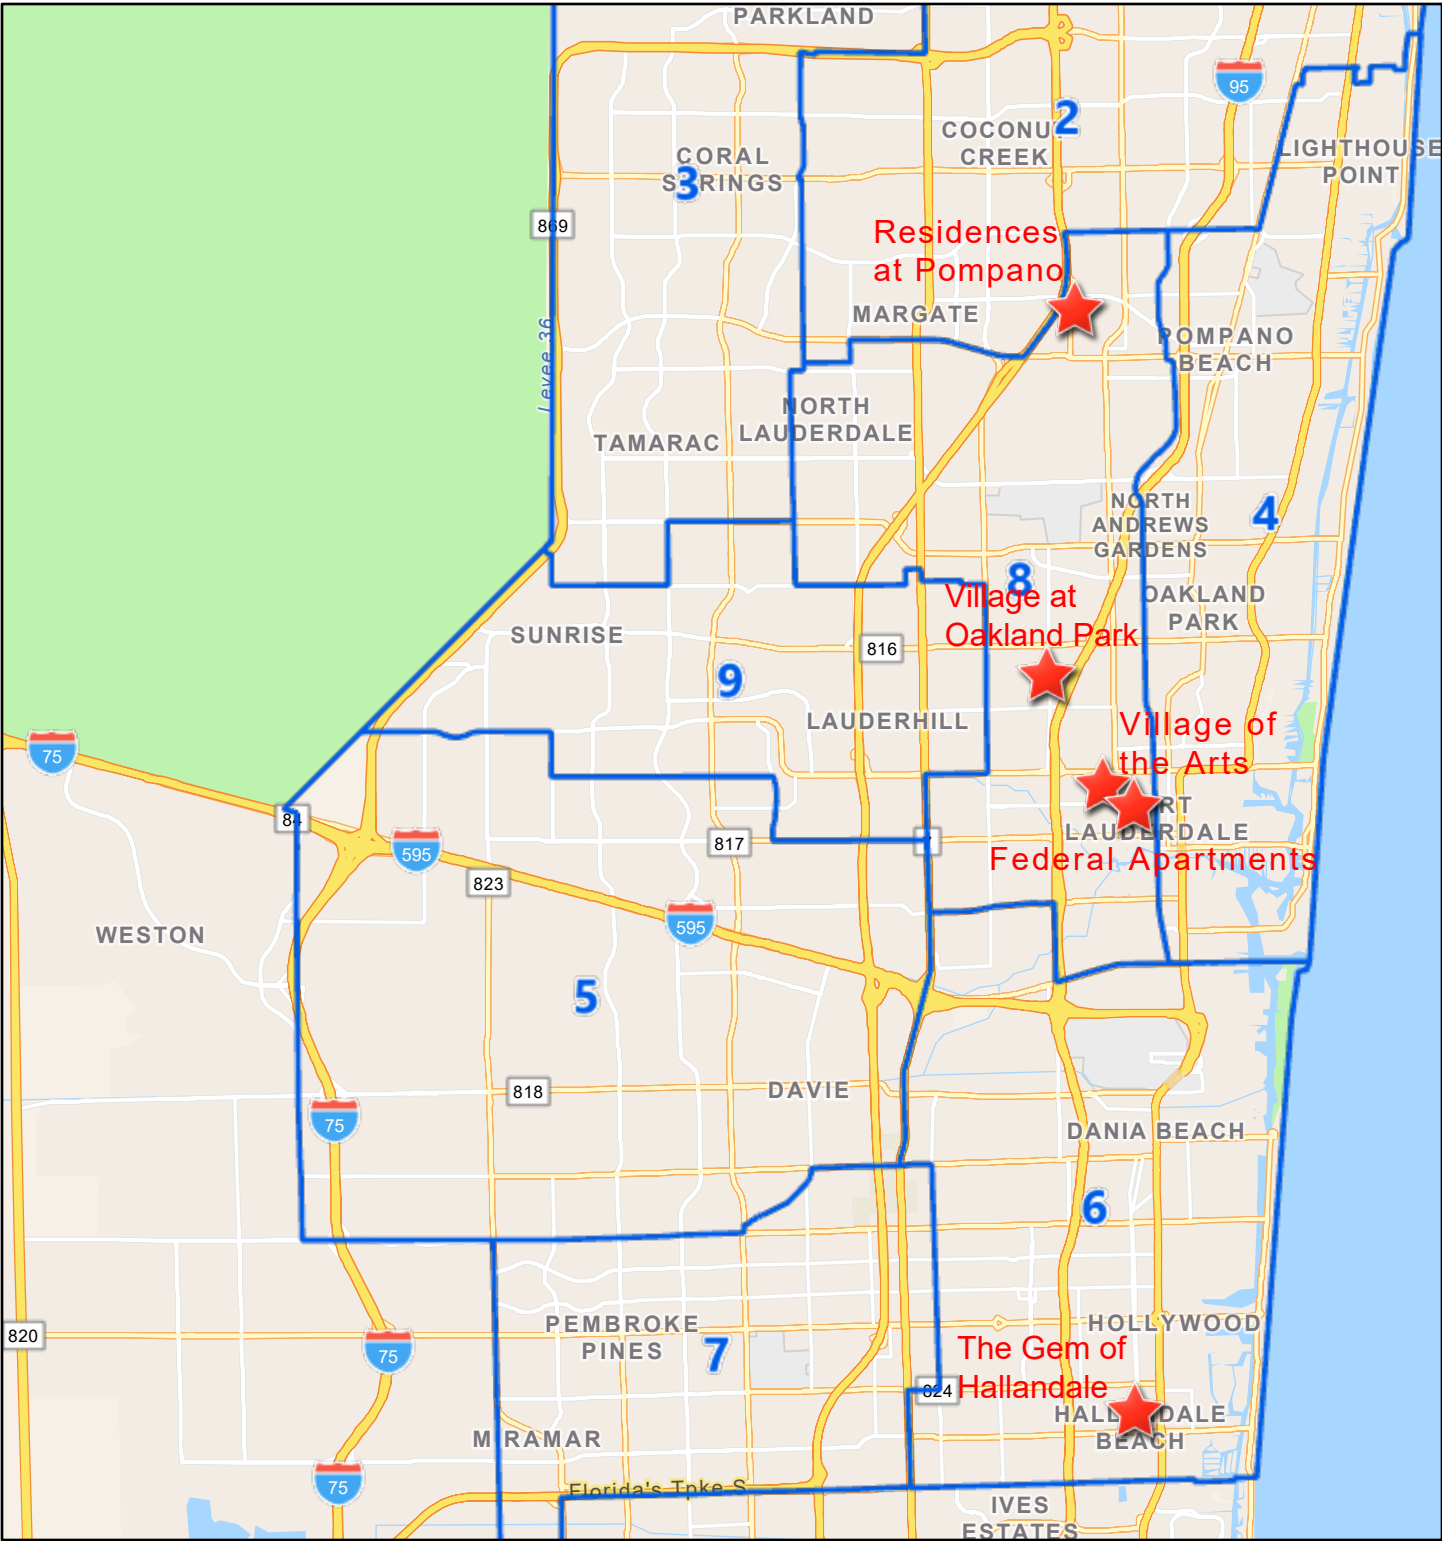 PARKLAND
95
COCONUT
CREEK
2
LIGHTHOUSE
POINT
CORAL
SPRINGS
3
869
Residences
at Pompano
MARGATE
POMPANO
BEACH
Levee 36
NORTH
LAUDERDALE
TAMARAC
NORTH
ANDREWS
GARDENS
4
8
Village at
Oakland Park
OAKLAND
PARK
SUNRISE
816
9
LAUDERHILL
Village of
the Arts
75
84
RT
LAUDERDALE
595
817
Federal Apartments
823
595
WESTON
5
818
DAVIE
75
DANIA BEACH
6
820
PEMBROKE
PINES
7
HOLLYWOOD
75
The Gem of
Hallandale
824
HALLANDALE
BEACH
MIRAMAR
75
Florida's Tpke S
IVES
ESTATES